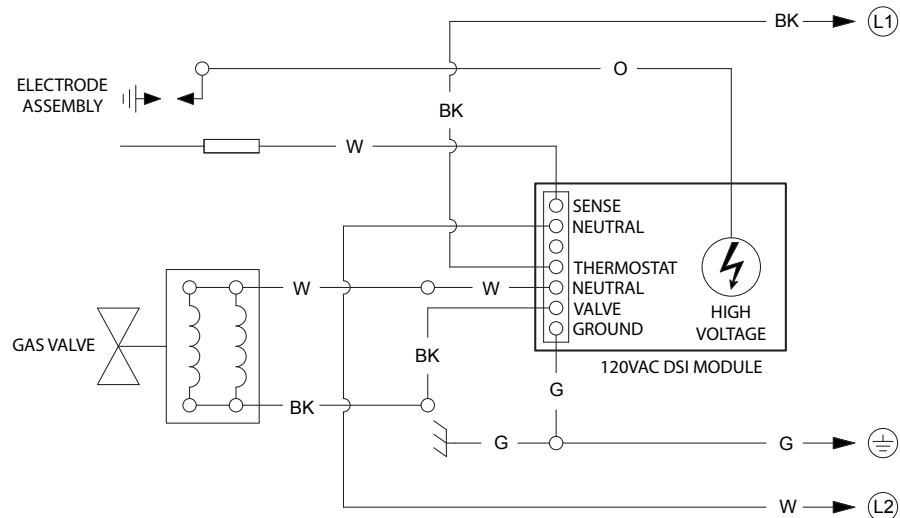 BK
L1
O
ELECTRODE
ASSEMBLY
BK
W
SENSE
NEUTRAL
THERMOSTAT
W
W
NEUTRAL
VALVE
HIGH
VOLTAGE
GROUND
GAS VALVE
BK
120VAC DSI MODULE
G
BK
G
G
W
L2